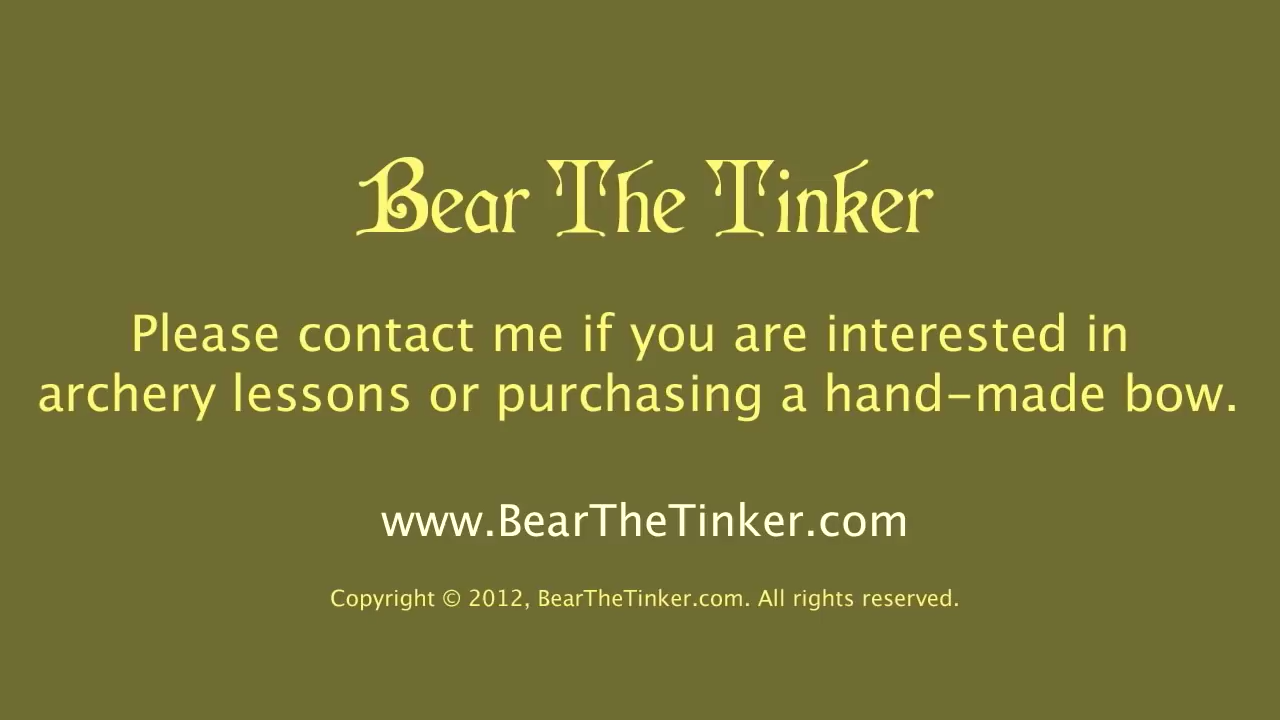 Bear The Tinker
Please contact me if you are interested in
archery lessons or purchasing a hand-made bow.
www.BearTheTinker.com
Copyright © 2012, BearTheTinker.com. All rights reserved.